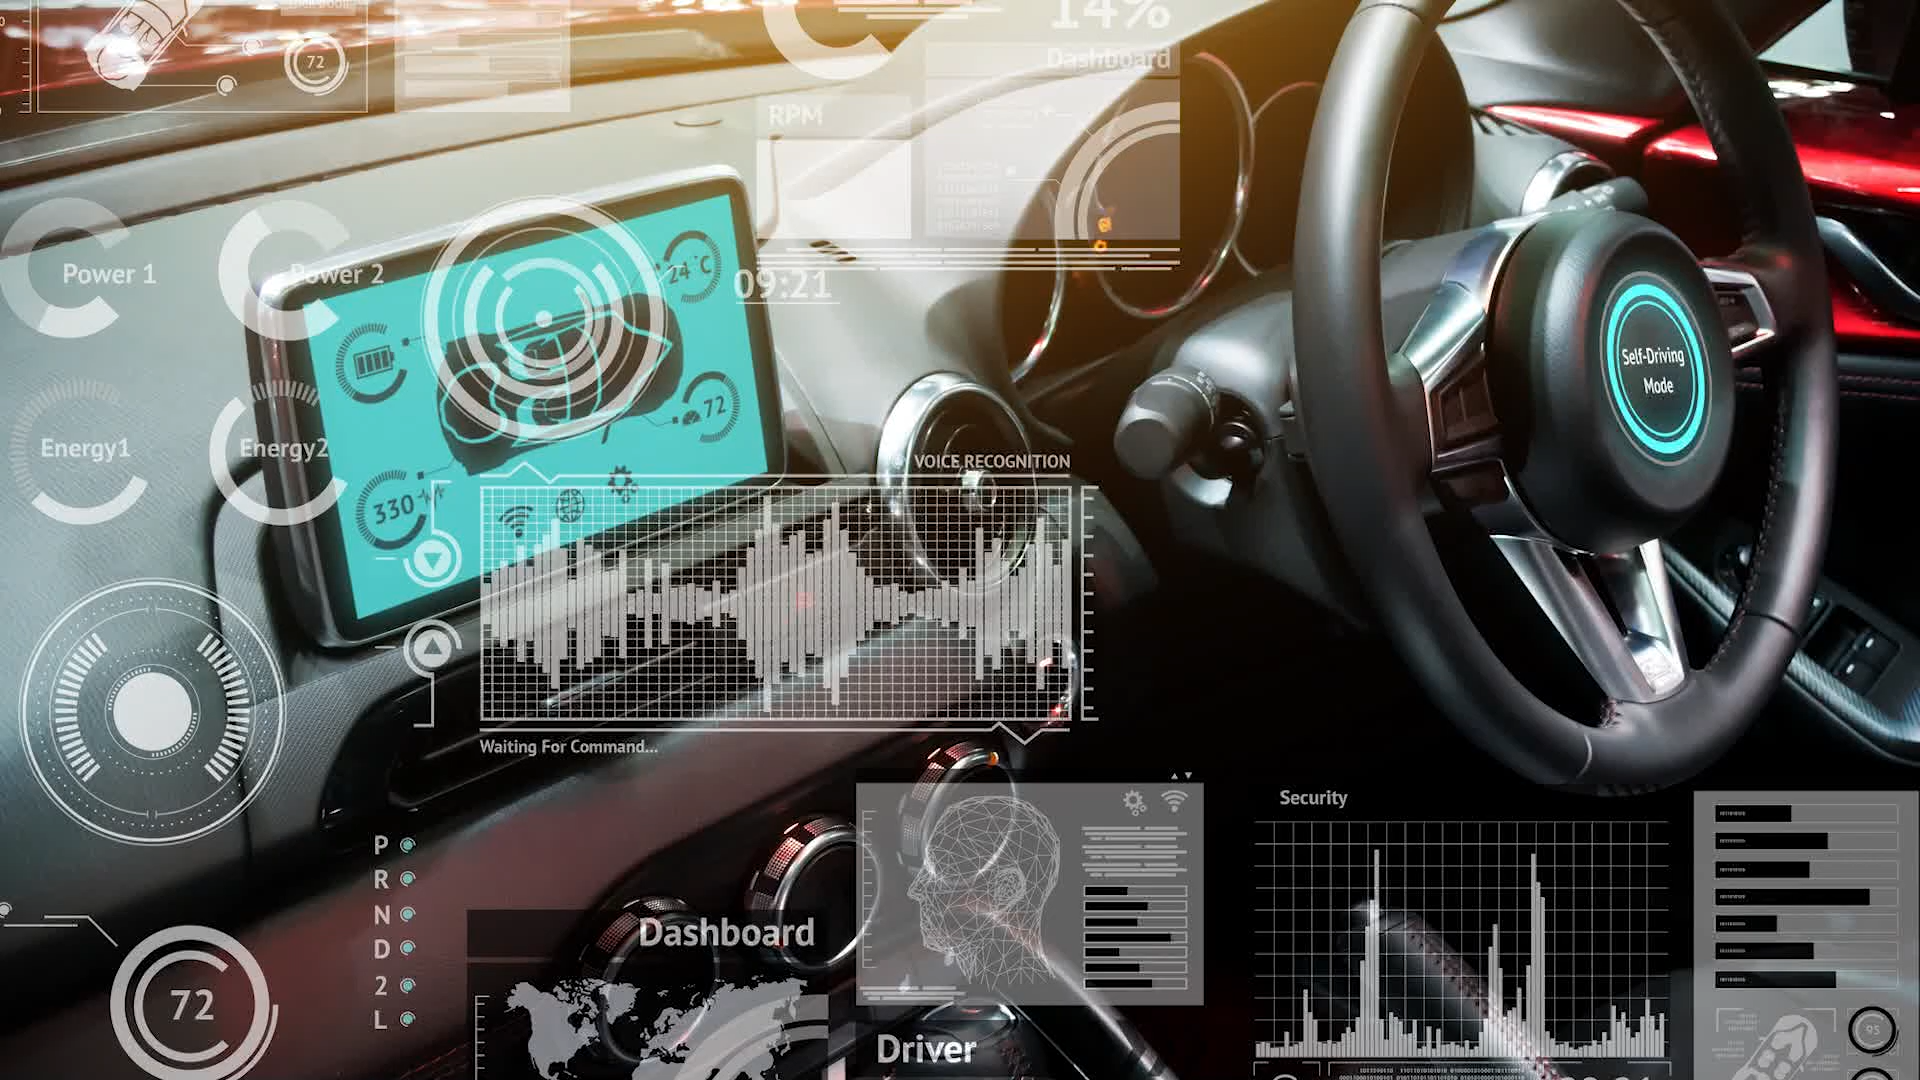 72
14%
Dashboard
RPM
Power 1
Power 2
24°C
09:21
Self-Driving
Mode
72
Energy1
Energy2
330
VOICE RECOGNITION
Waiting For Command...
Security
P
R
N
D
2
L
Dashboard
72
Driver
95